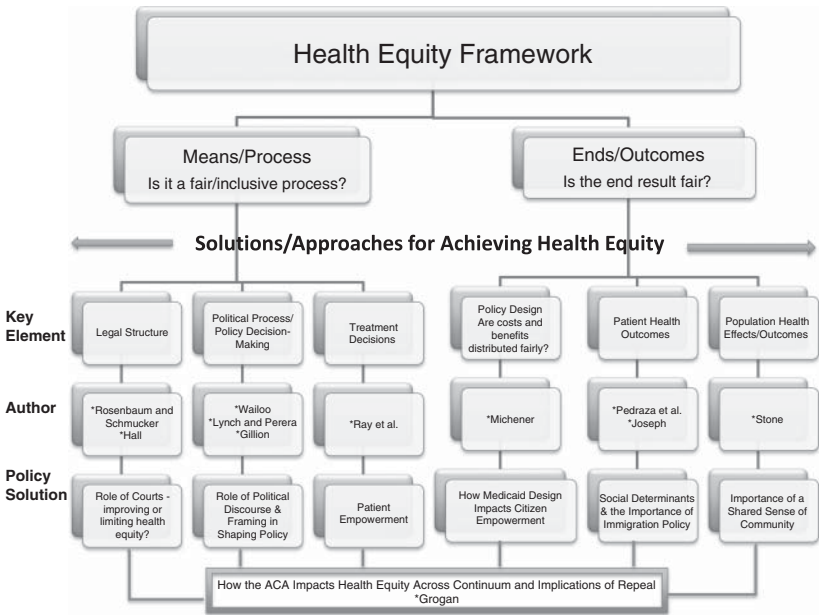 Health Equity Framework
Means/Process
Is it a fair/inclusive process?
Ends/Outcomes
Is the end result fair?
Solutions/Approaches for Achieving Health Equity
Key
Element
Legal Structure
Political Process/
Policy Decision-
Making
Treatment
Decisions
Policy Design
Are costs and
benefits
distributed fairly?
Patient Health
Outcomes
Population Health
Effects/Outcomes
Author
*Rosenbaum and
Schmucker
*Hall
*Wailoo
*Lynch and Perera
*Gillion
*Ray et al.
*Michener
*Pedraza et al.
*Joseph
*Stone
Policy
Solution
Role of Courts -
improving or
limiting health
equity?
Role of Political
Discourse &
Framing in
Shaping Policy
Patient
Empowerment
How Medicaid Design
Impacts Citizen
Empowerment
Social Determinants
& the Importance of
Immigration Policy
Importance of a
Shared Sense of
Community
How the ACA Impacts Health Equity Across Continuum and Implications of Repeal
*Grogan